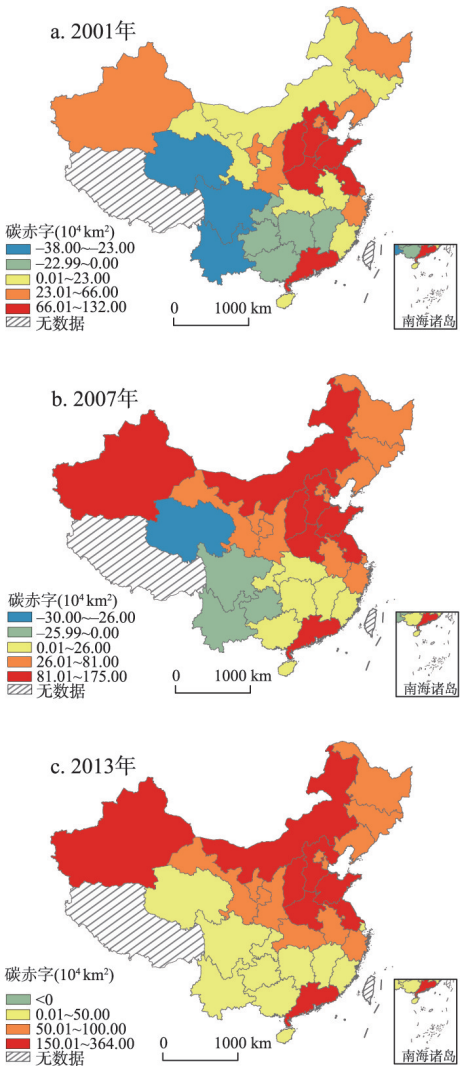 a. 2001年
碳赤字(10⁴ km²)
–38.00~–23.00
–22.99~0.00
0.01~23.00
23.01~66.00
66.01~132.00
无数据
0 1000 km
南海诸岛
b. 2007年
碳赤字(10⁴ km²)
–30.00~–26.00
–25.99~0.00
0.01~26.00
26.01~81.00
81.01~175.00
无数据
0 1000 km
南海诸岛
c. 2013年
碳赤字(10⁴ km²)
<0
0.01~50.00
50.01~100.00
150.01~364.00
无数据
0 1000 km
南海诸岛